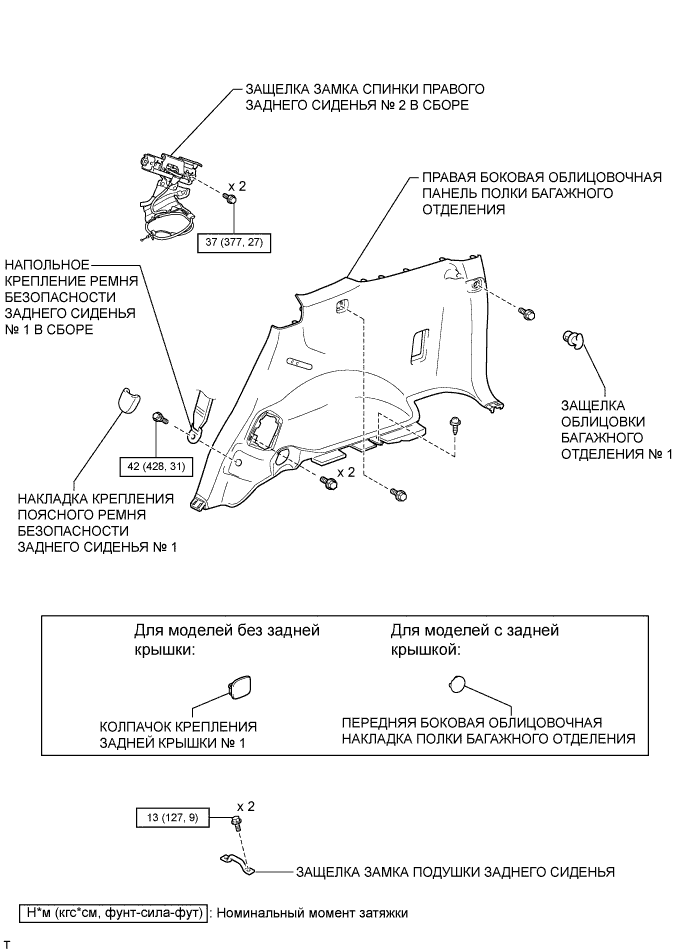 ЗАЩЕЛКА ЗАМКА СПИНКИ ПРАВОГО
ЗАДНЕГО СИДЕНЬЯ № 2 В СБОРЕ
x 2
37 (377, 27)
ПРАВАЯ БОКОВАЯ ОБЛИЦОВОЧНАЯ
ПАНЕЛЬ ПОЛКИ БАГАЖНОГО
ОТДЕЛЕНИЯ
НАПОЛЬНОЕ
КРЕПЛЕНИЕ РЕМНЯ
БЕЗОПАСНОСТИ
ЗАДНЕГО СИДЕНЬЯ
№ 1 В СБОРЕ
ЗАЩЕЛКА
ОБЛИЦОВКИ
БАГАЖНОГО
ОТДЕЛЕНИЯ № 1
42 (428, 31)
x 2
НАКЛАДКА КРЕПЛЕНИЯ
ПОЯСНОГО РЕМНЯ
БЕЗОПАСНОСТИ
ЗАДНЕГО СИДЕНЬЯ № 1
Для моделей без задней
крышки:
КОЛПАЧОК КРЕПЛЕНИЯ
ЗАДНЕЙ КРЫШКИ № 1
Для моделей с задней
крышкой:
ПЕРЕДНЯЯ БОКОВАЯ ОБЛИЦОВОЧНАЯ
НАКЛАДКА ПОЛКИ БАГАЖНОГО ОТДЕЛЕНИЯ
x 2
13 (127, 9)
ЗАЩЕЛКА ЗАМКА ПОДУШКИ ЗАДНЕГО СИДЕНЬЯ
Н*м (кгс*см, фунт-сила-фут) : Номинальный момент затяжки
T